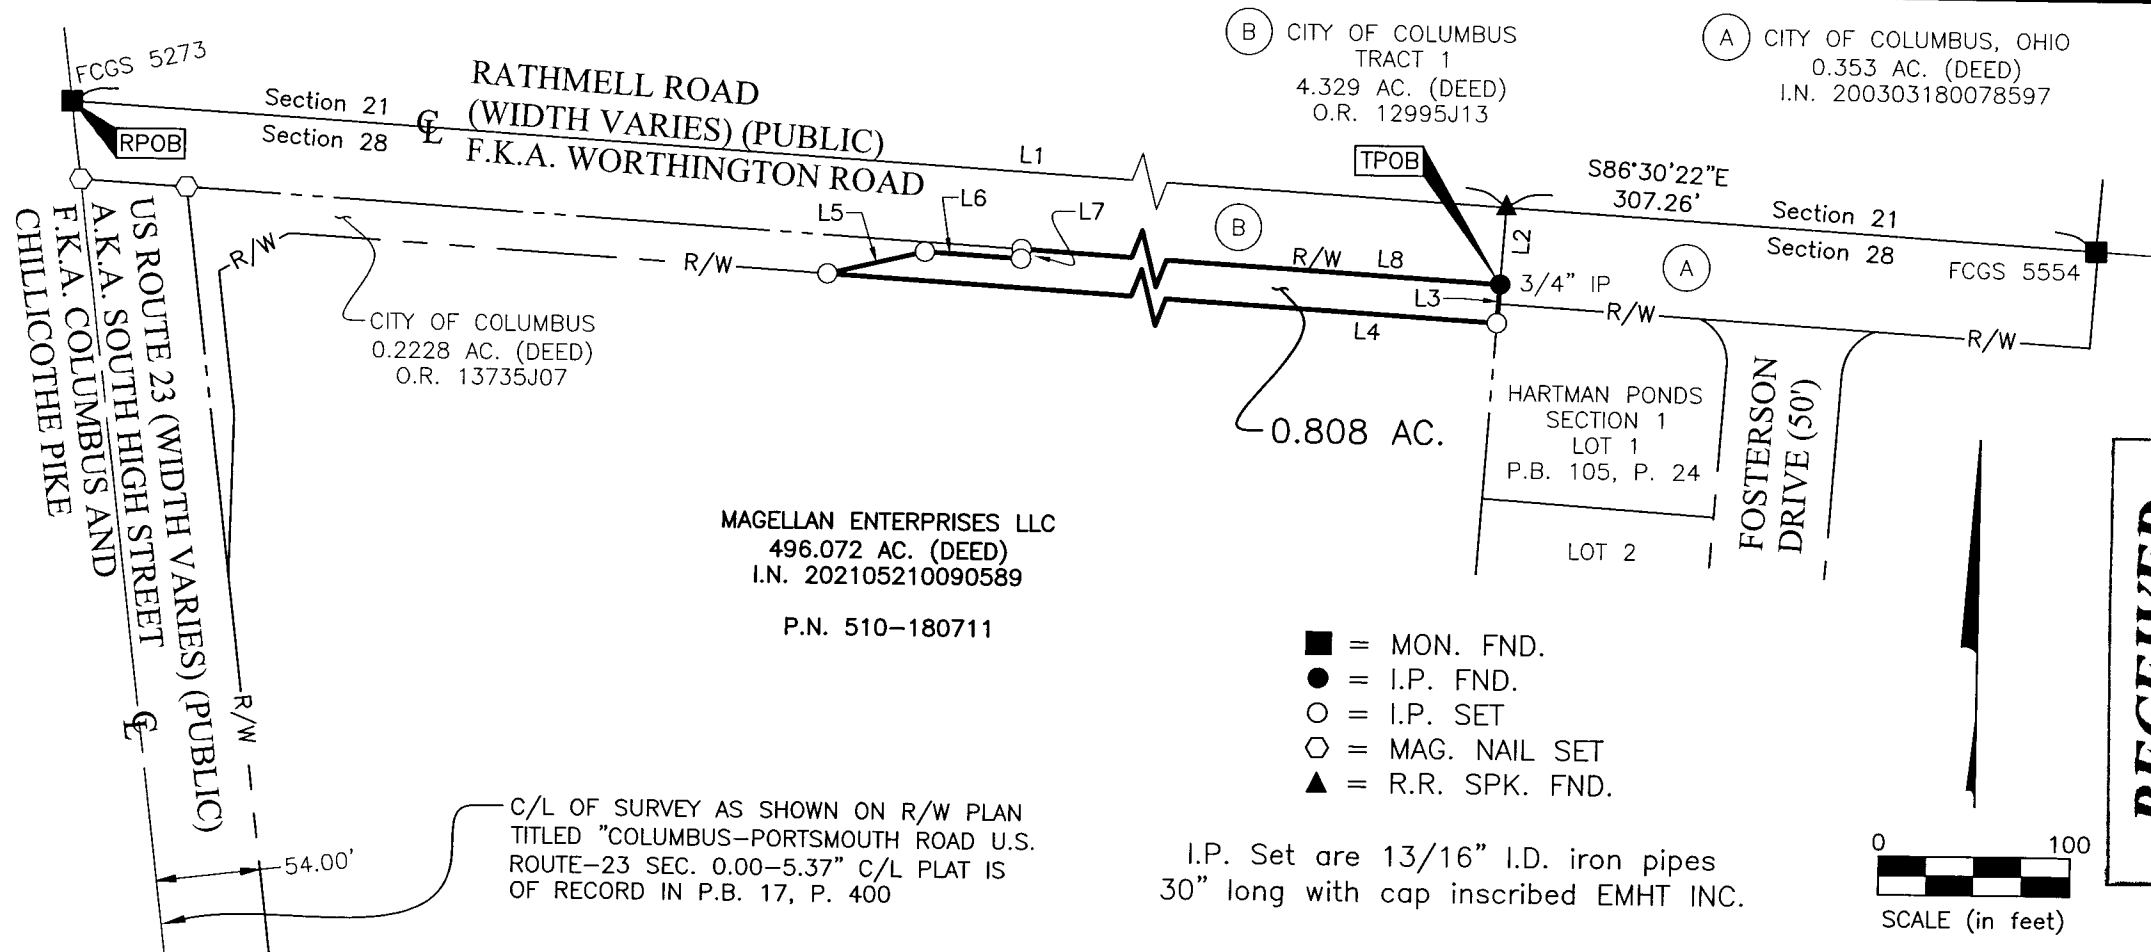 FCGS 5273
RPOB
Section 21
Section 28
℄
RATHMELL ROAD
(WIDTH VARIES) (PUBLIC)
F.K.A. WORTHINGTON ROAD
L1
B
CITY OF COLUMBUS
TRACT 1
4.329 AC. (DEED)
O.R. 12995J13
A
CITY OF COLUMBUS, OHIO
0.353 AC. (DEED)
I.N. 200303180078597
TPOB
S86°30'22"E
307.26'
Section 21
Section 28
FCGS 5554
L2
A
B
L5
L6
L7
R/W
R/W
R/W
L8
3/4" IP
L3
R/W
L4
R/W
CITY OF COLUMBUS
0.2228 AC. (DEED)
O.R. 13735J07
US ROUTE 23 (WIDTH VARIES) (PUBLIC)
A.K.A. SOUTH HIGH STREET
F.K.A. COLUMBUS AND
CHILLICOTHE PIKE
℄
R/W
0.808 AC.
HARTMAN PONDS
SECTION 1
LOT 1
P.B. 105, P. 24
LOT 2
FOSTERSON
DRIVE (50')
MAGELLAN ENTERPRISES LLC
496.072 AC. (DEED)
I.N. 202105210090589
P.N. 510-180711
= MON. FND.
= I.P. FND.
= I.P. SET
= MAG. NAIL SET
= R.R. SPK. FND.
C/L OF SURVEY AS SHOWN ON R/W PLAN
TITLED "COLUMBUS-PORTSMOUTH ROAD U.S.
ROUTE-23 SEC. 0.00-5.37" C/L PLAT IS
OF RECORD IN P.B. 17, P. 400
54.00'
I.P. Set are 13/16" I.D. iron pipes
30" long with cap inscribed EMHT INC.
0 100
SCALE (in feet)